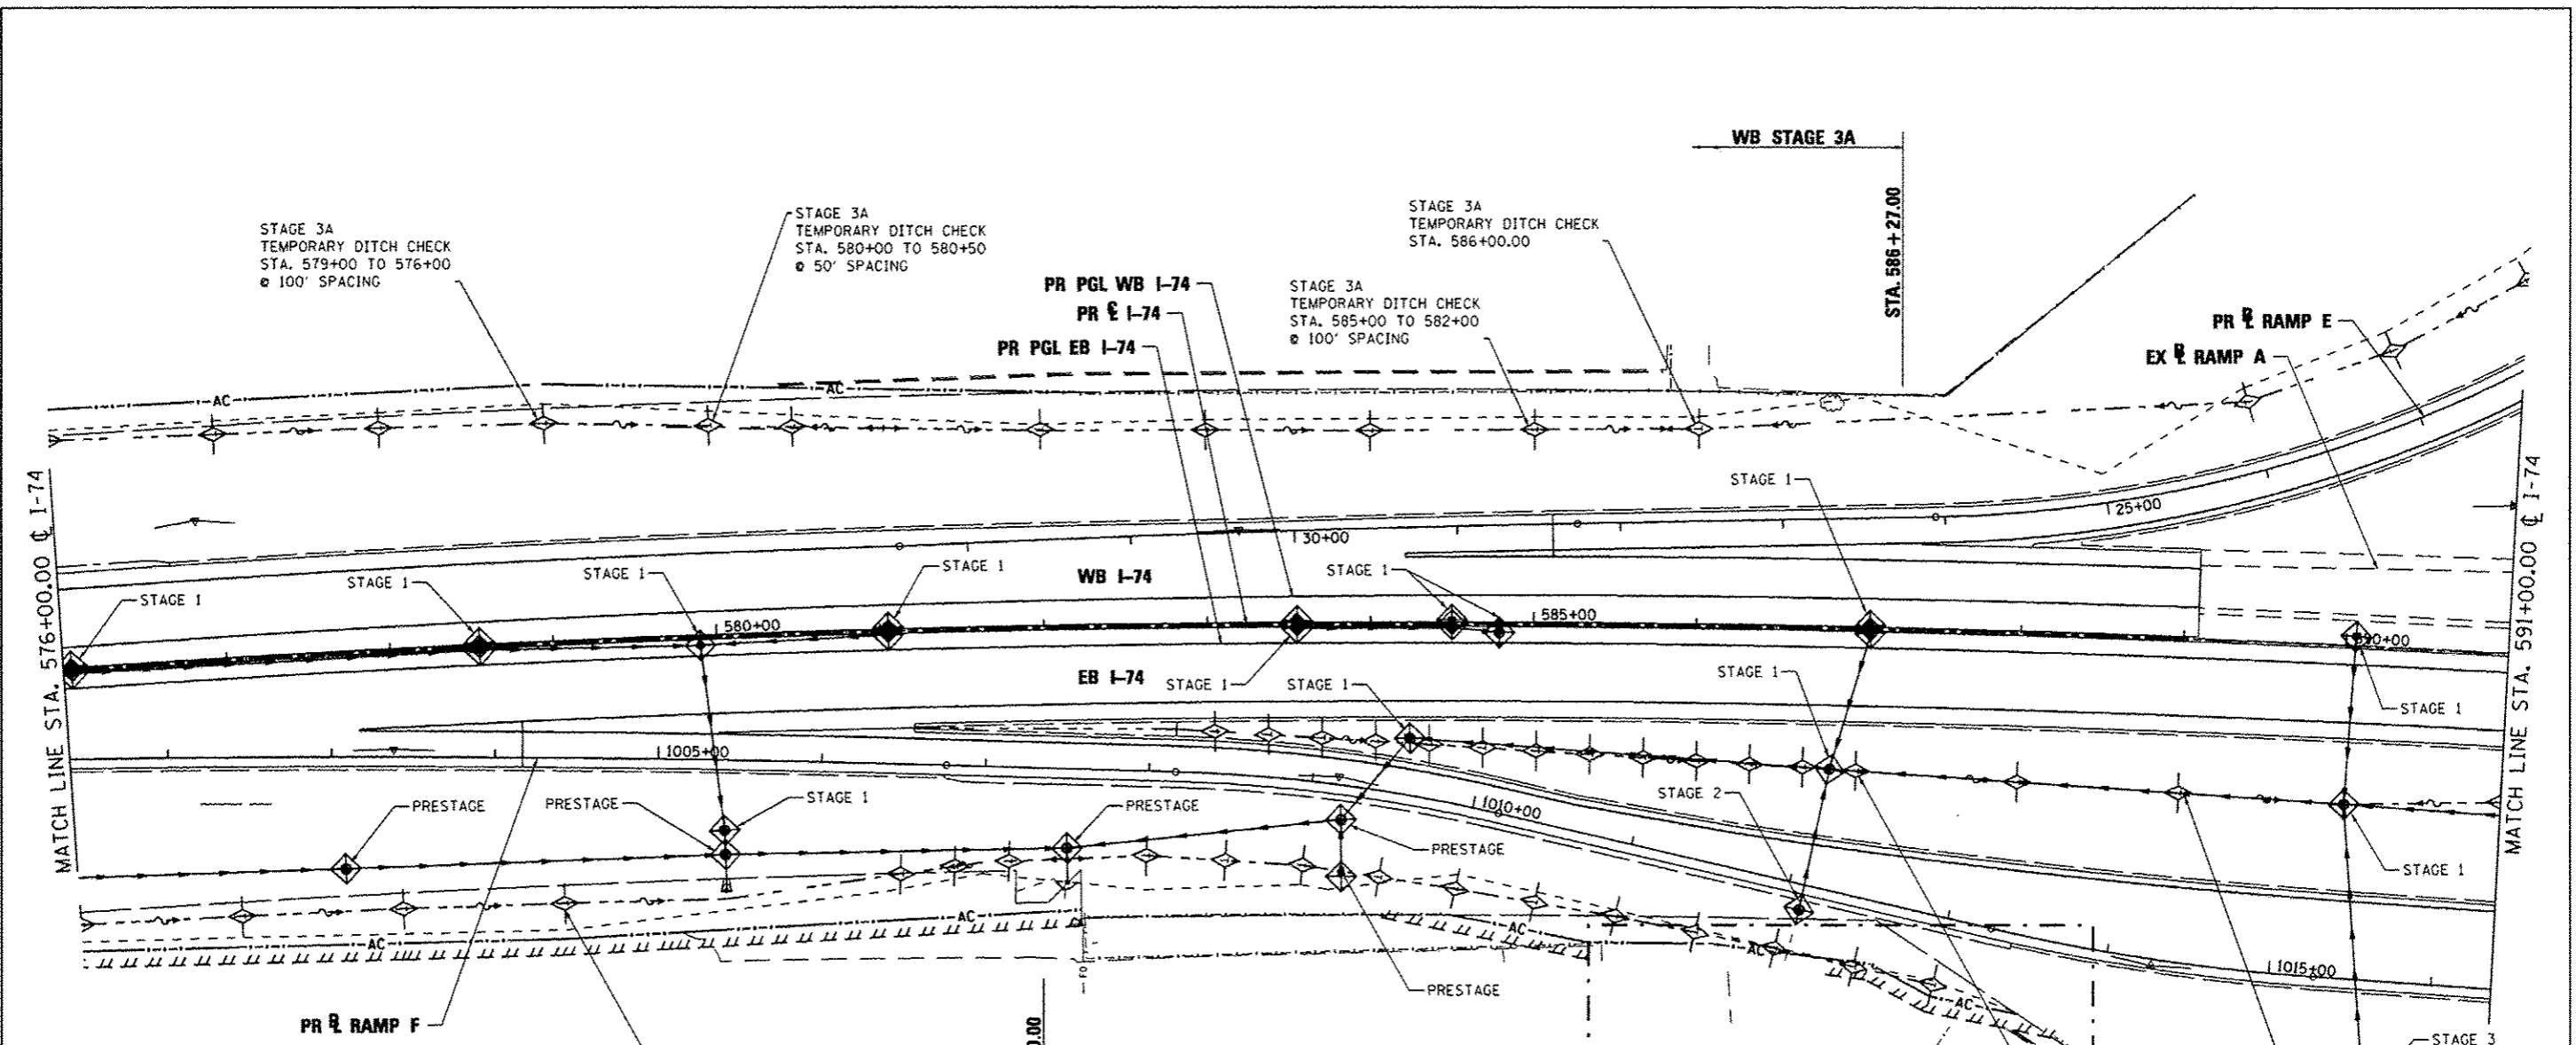 WB STAGE 3A
STA. 586+27.00
STAGE 3A
TEMPORARY DITCH CHECK
STA. 579+00 TO 576+00
@ 100' SPACING
STAGE 3A
TEMPORARY DITCH CHECK
STA. 580+00 TO 580+50
@ 50' SPACING
STAGE 3A
TEMPORARY DITCH CHECK
STA. 586+00.00
STAGE 3A
TEMPORARY DITCH CHECK
STA. 585+00 TO 582+00
@ 100' SPACING
PR PGL WB I-74
PR ℄ I-74
PR PGL EB I-74
PR ⅊ RAMP E
EX ⅊ RAMP A
AC
AC
MATCH LINE STA. 576+00.00 ℄ I-74
MATCH LINE STA. 591+00.00 ℄ I-74
STAGE 1
25+00
30+00
STAGE 1
STAGE 1
STAGE 1
STAGE 1
WB I-74
STAGE 1
580+00
585+00
590+00
EB I-74
STAGE 1
STAGE 1
STAGE 1
STAGE 1
1005+00
PRESTAGE
PRESTAGE
STAGE 1
PRESTAGE
1010+00
STAGE 2
PRESTAGE
STAGE 1
AC
AC
AC
AC
AC
FO
PRESTAGE
1015+00
PR ⅊ RAMP F
STAGE 3